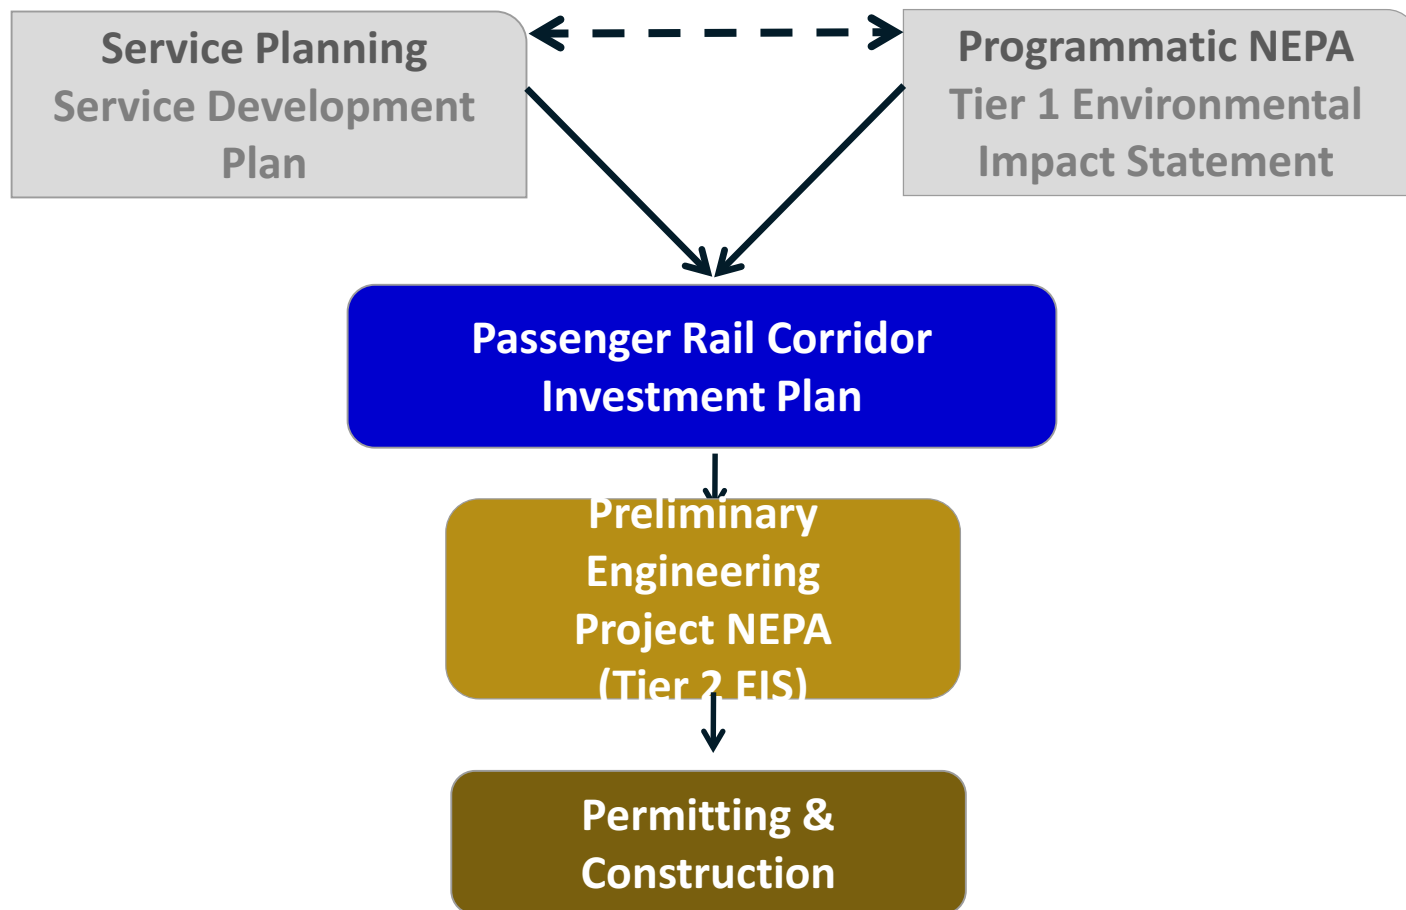 Service Planning
Service Development
Plan
Programmatic NEPA
Tier 1 Environmental
Impact Statement
Passenger Rail Corridor
Investment Plan
Preliminary
Engineering
Project NEPA
(Tier 2 EIS)
Permitting &
Construction